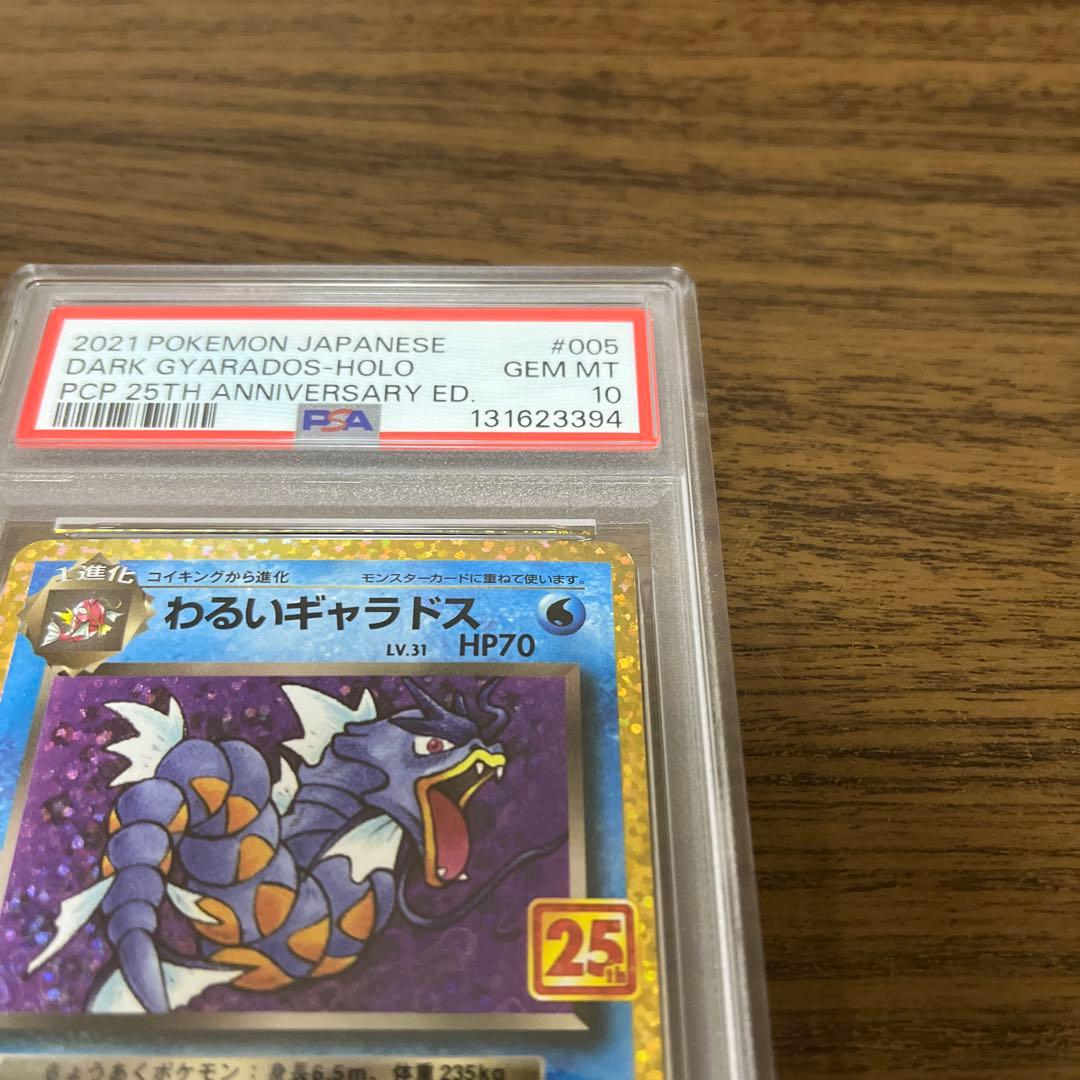 2021 POKEMON JAPANESE #005
DARK GYARADOS-HOLO GEM MT
PCP 25TH ANNIVERSARY ED. 10
PSA 131623394
1進化 コイキングから進化 モンスターカードに重ねて使います。
わるいギャラドス
LV.31 HP70
25th
きょうあくポケモン：身長6.5m、体重235kg